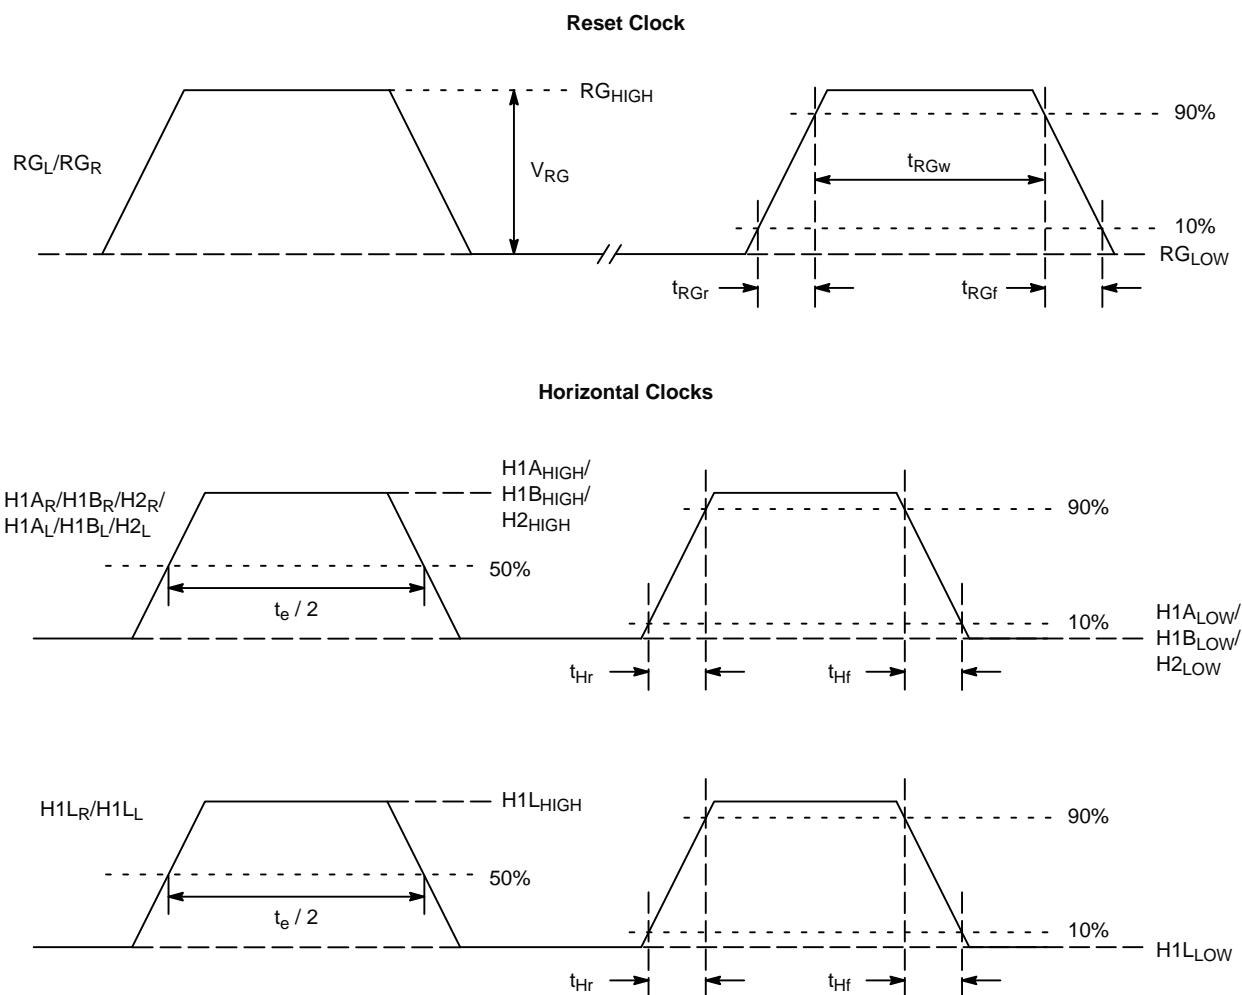 Reset Clock
RG_HIGH
90%
RG_L/RG_R
V_RG
t_RGw
10%
RG_LOW
t_RGr
t_RGf
Horizontal Clocks
H1A_HIGH/
H1B_HIGH/
H2_HIGH
H1A_R/H1B_R/H2_R/
H1A_L/H1B_L/H2_L
90%
50%
t_e / 2
10%
H1A_LOW/
H1B_LOW/
H2_LOW
t_Hr
t_Hf
H1L_R/H1L_L
H1L_HIGH
90%
50%
t_e / 2
10%
H1L_LOW
t_Hr
t_Hf